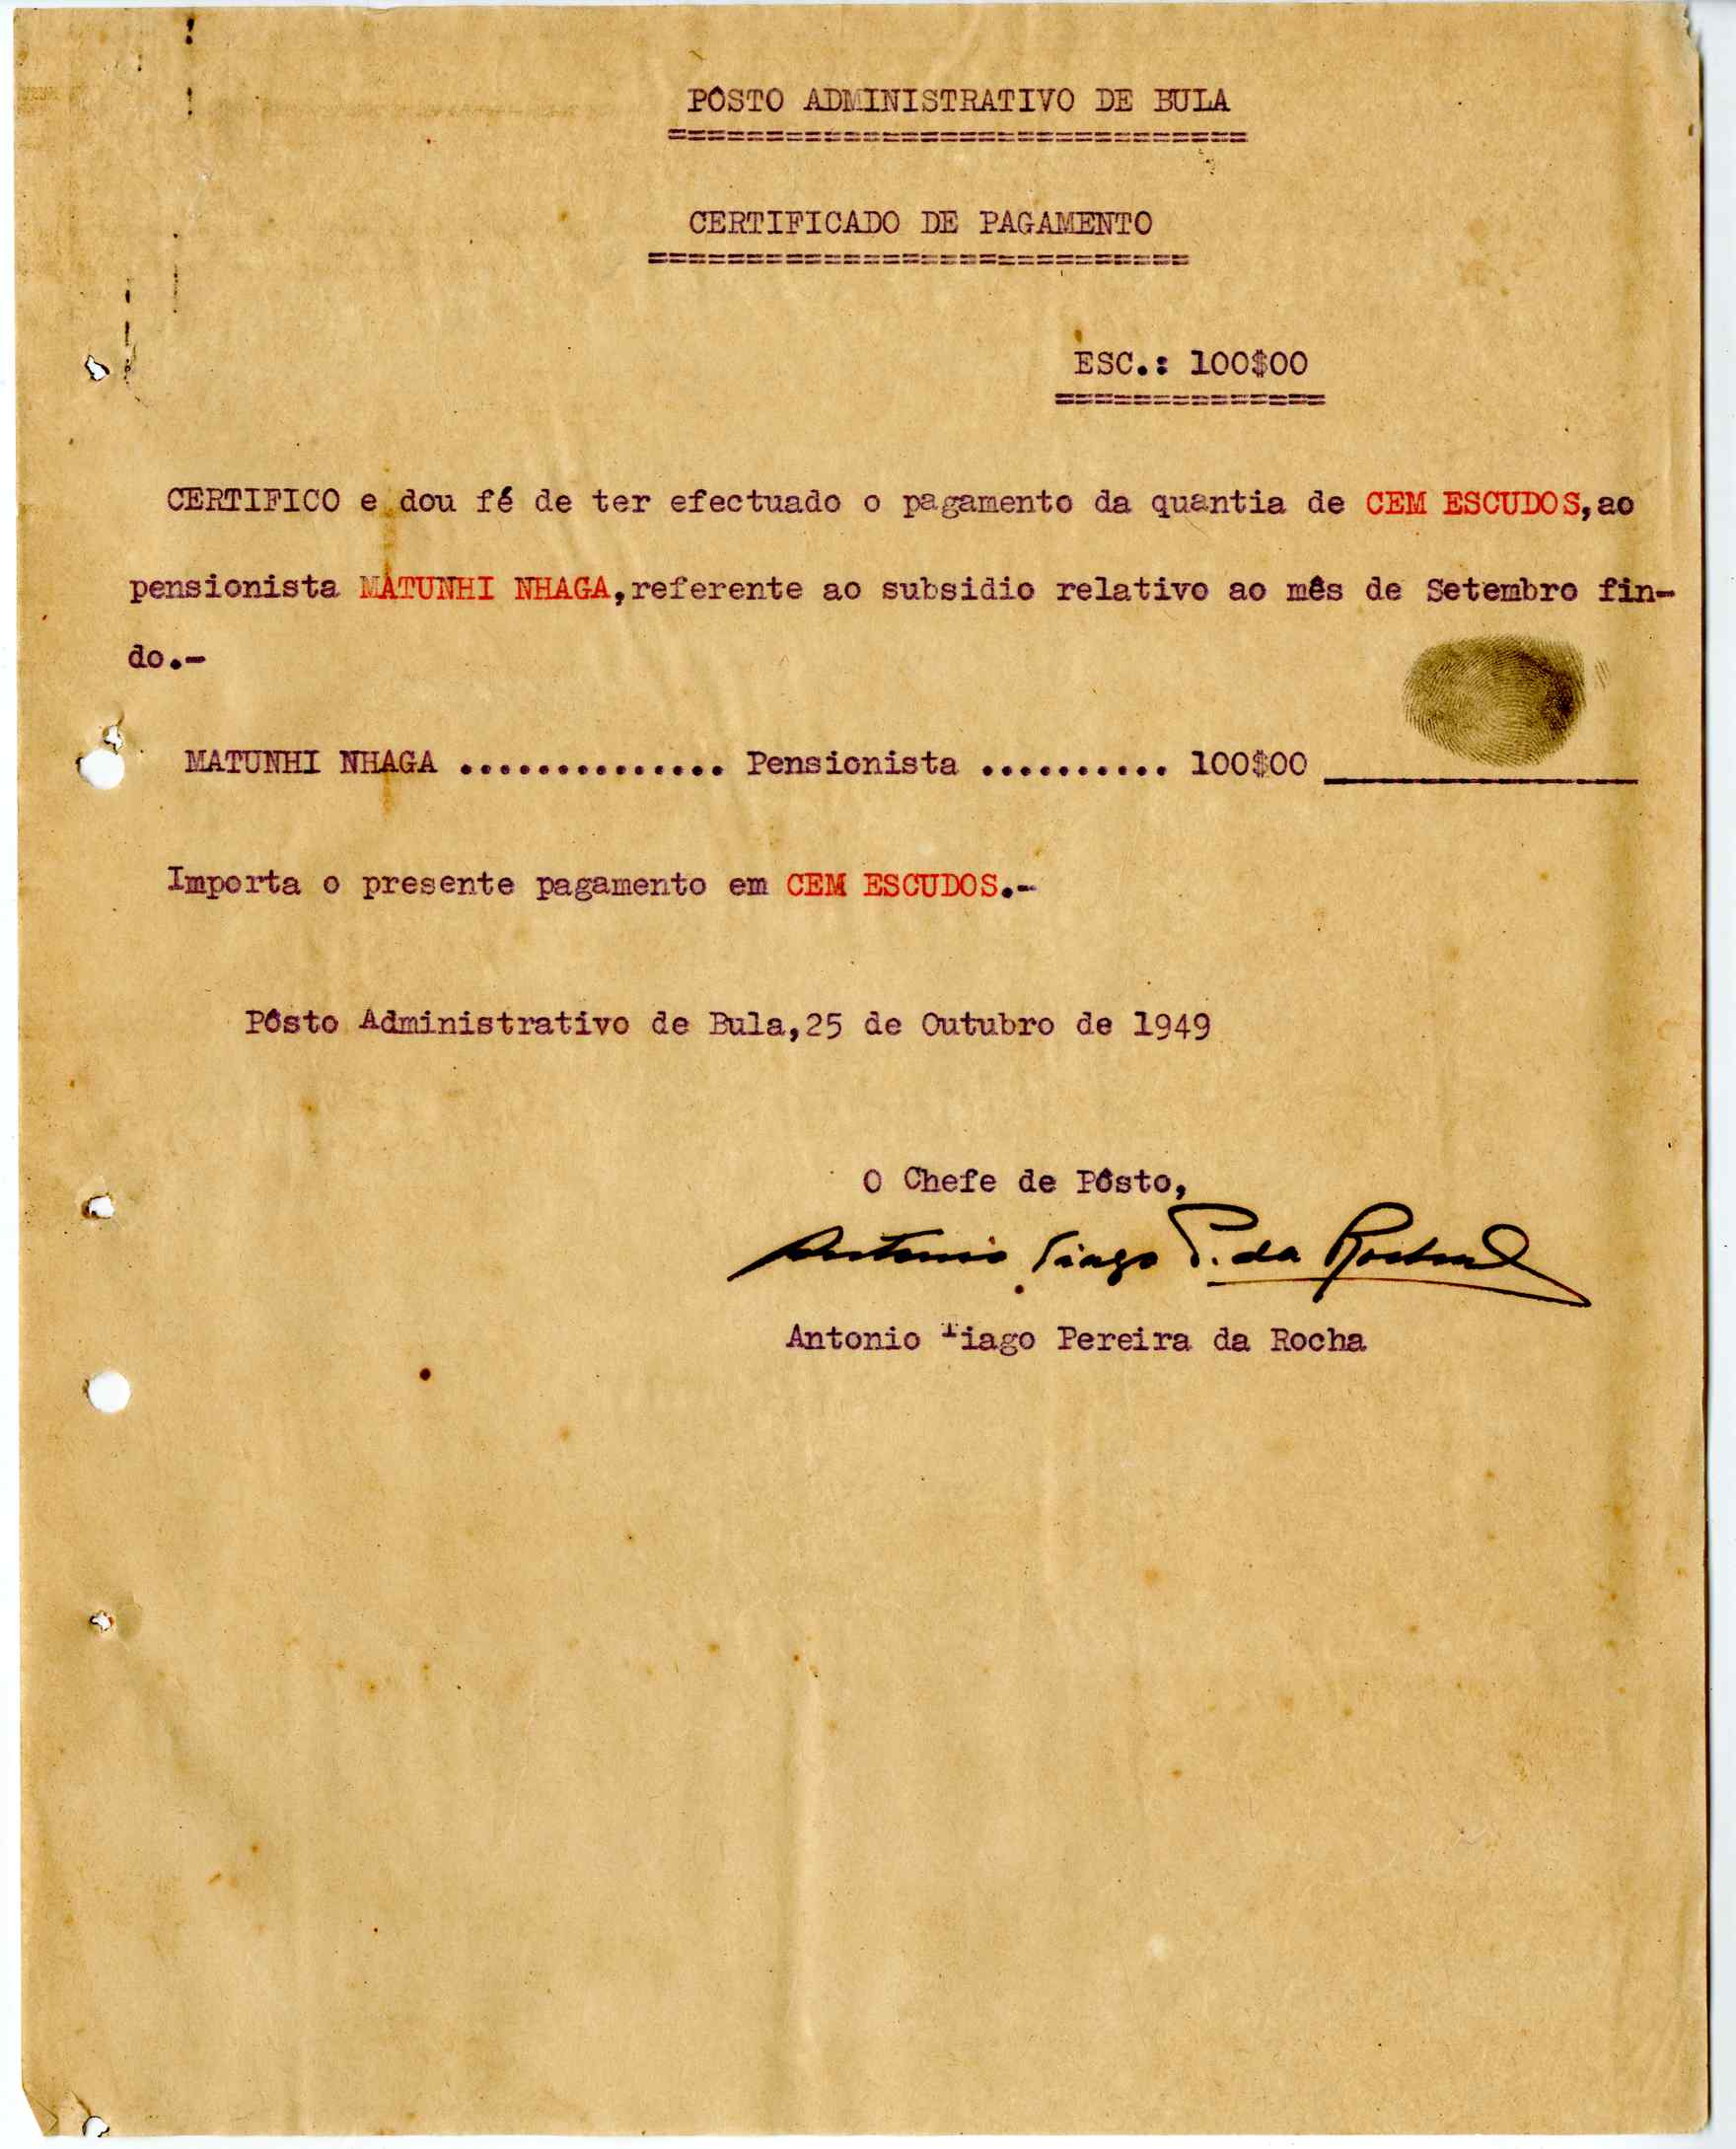 PÔSTO ADMINISTRATIVO DE BULA
==============================
CERTIFICADO DE PAGAMENTO
============================
ESC.: 100$00
==============
CERTIFICO e dou fé de ter efectuado o pagamento da quantia de CEM ESCUDOS,ao
pensionista MATUNHI NHAGA,referente ao subsidio relativo ao mês de Setembro fin-
do.-
MATUNHI NHAGA .............. Pensionista .......... 100$00 ________________
Importa o presente pagamento em CEM ESCUDOS.-
Pôsto Administrativo de Bula,25 de Outubro de 1949
O Chefe de Pôsto,
Antonio Tiago P. da Rocha
Antonio Tiago Pereira da Rocha